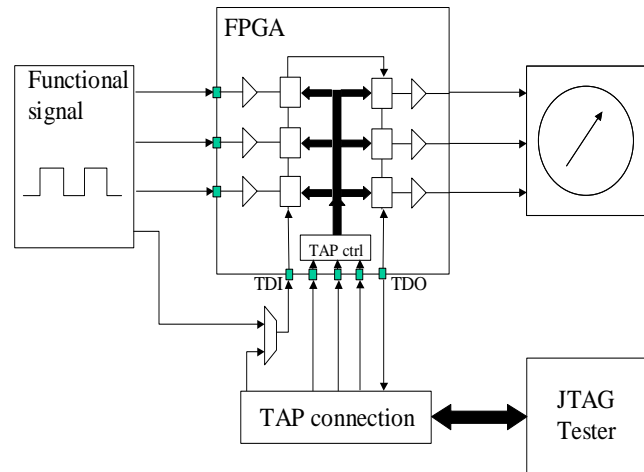 FPGA
Functional
signal
TAP ctrl
TDI
TDO
TAP connection
JTAG
Tester